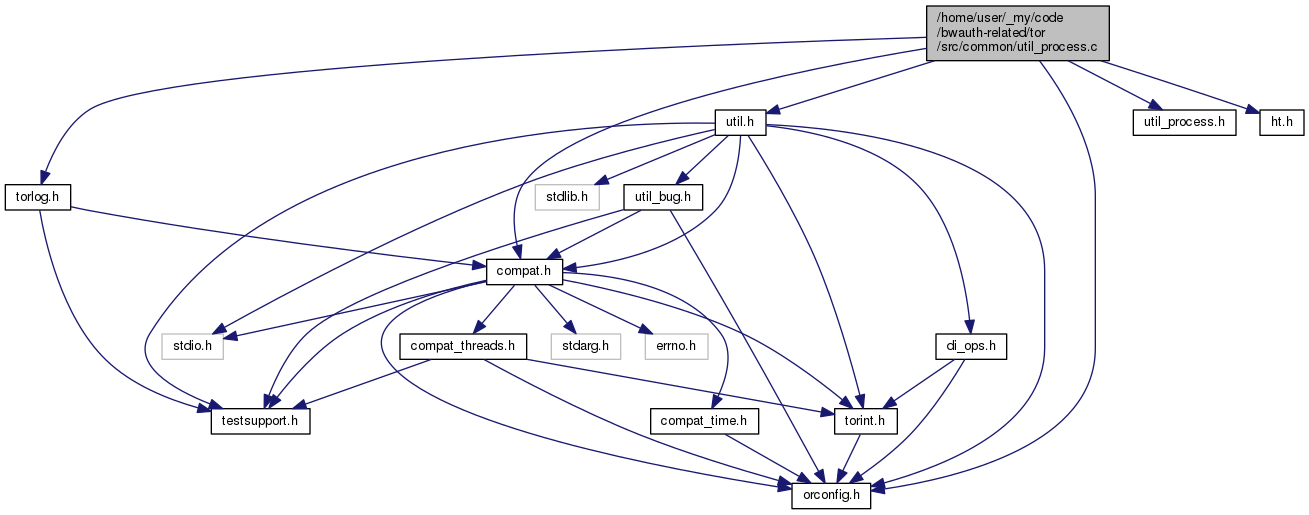 /home/user/_my/code
/bwauth-related/tor
/src/common/util_process.c
util.h
util_process.h
ht.h
torlog.h
stdlib.h
util_bug.h
compat.h
stdio.h
compat_threads.h
stdarg.h
errno.h
di_ops.h
testsupport.h
compat_time.h
torint.h
orconfig.h